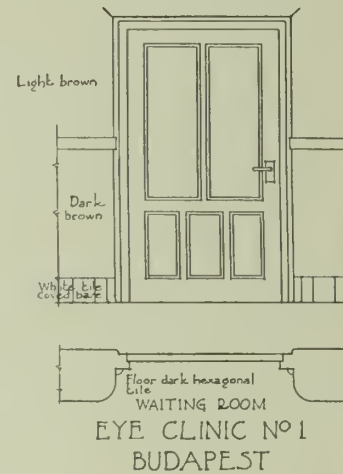 Light brown
Dark
brown
White tile
coved base
Floor dark hexagonal
tile
WAITING ROOM
EYE CLINIC Nº 1
BUDAPEST